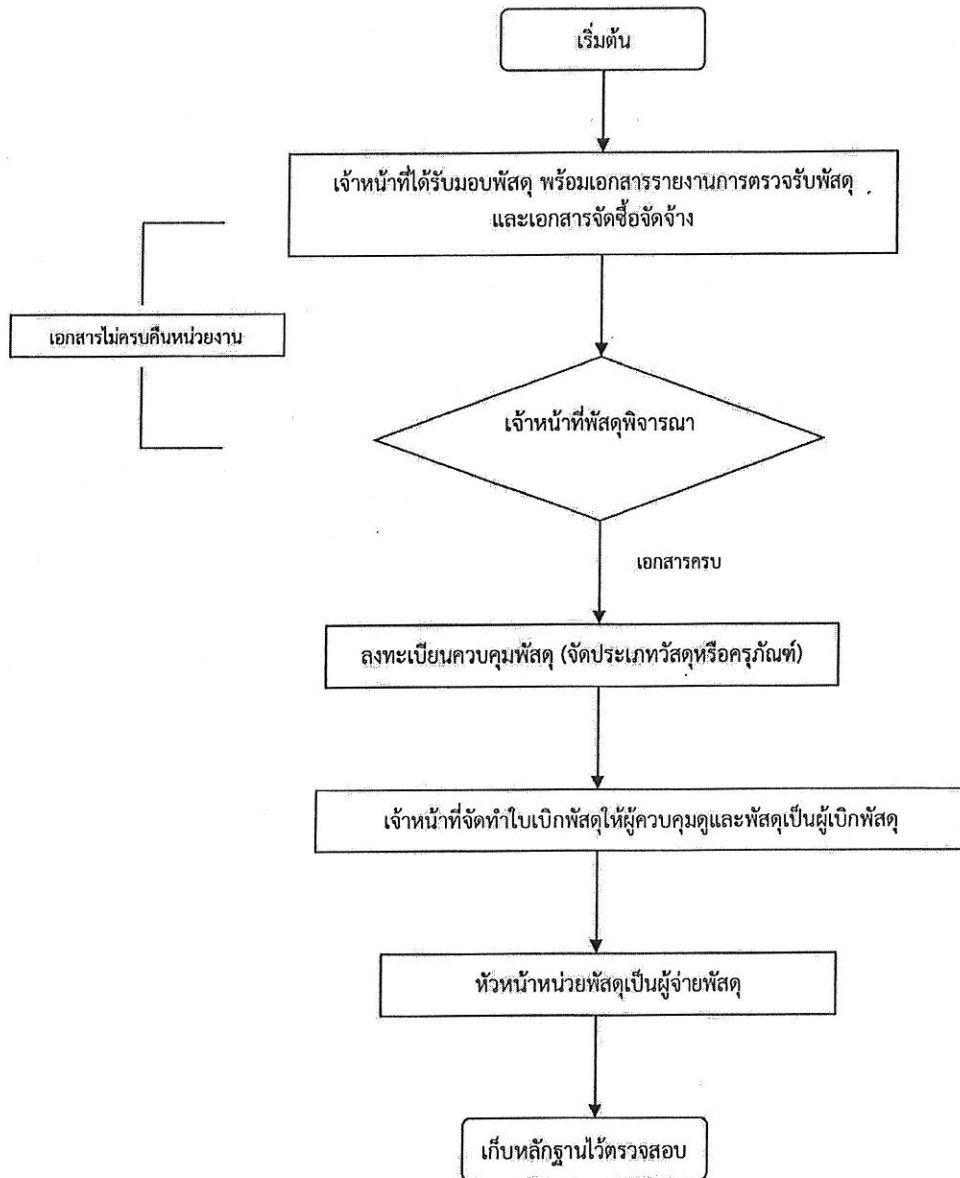 เริ่มต้น
เจ้าหน้าที่ได้รับมอบพัสดุ พร้อมเอกสารรายงานการตรวจรับพัสดุ
และเอกสารจัดซื้อจัดจ้าง
เอกสารไม่ครบคืนหน่วยงาน
เจ้าหน้าที่พัสดุพิจารณา
เอกสารครบ
ลงทะเบียนควบคุมพัสดุ (จัดประเภทวัสดุหรือครุภัณฑ์)
เจ้าหน้าที่จัดทำใบเบิกพัสดุให้ผู้ควบคุมดูและพัสดุเป็นผู้เบิกพัสดุ
หัวหน้าหน่วยพัสดุเป็นผู้จ่ายพัสดุ
เก็บหลักฐานไว้ตรวจสอบ